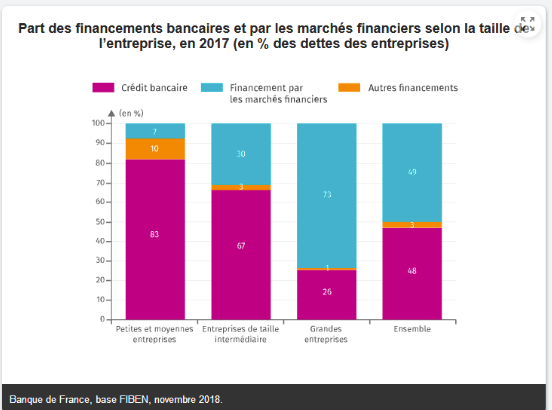 Part des financements bancaires et par les marchés financiers selon la taille de
l'entreprise, en 2017 (en % des dettes des entreprises)
Crédit bancaire
Financement par
les marchés financiers
Autres financements
(en %)
100
90
80
70
60
50
40
30
20
10
0
7
10
83
30
3
67
73
1
26
49
3
48
Petites et moyennes
entreprises
Entreprises de taille
intermédiaire
Grandes
entreprises
Ensemble
Banque de France, base FIBEN, novembre 2018.